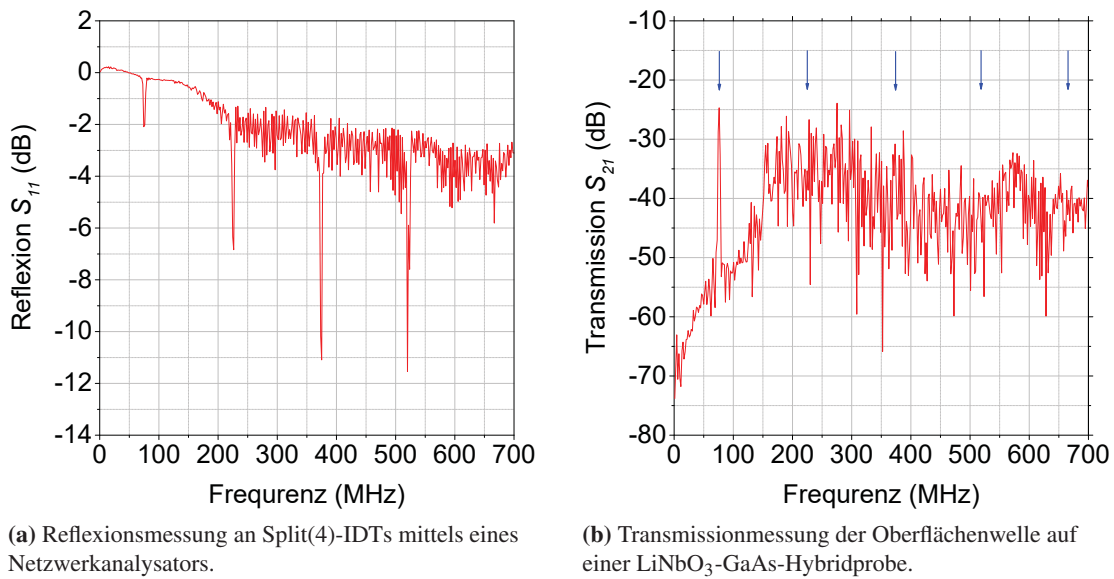 2
0
-2
-4
-6
-8
-10
-12
-14
0 100 200 300 400 500 600 700
Reflexion S11 (dB)
Frequrenz (MHz)
-10
-20
-30
-40
-50
-60
-70
-80
0 100 200 300 400 500 600 700
Transmission S21 (dB)
Frequrenz (MHz)
(a) Reflexionsmessung an Split(4)-IDTs mittels eines
Netzwerkanalysators.
(b) Transmissionmessung der Oberflächenwelle auf
einer LiNbO3-GaAs-Hybridprobe.